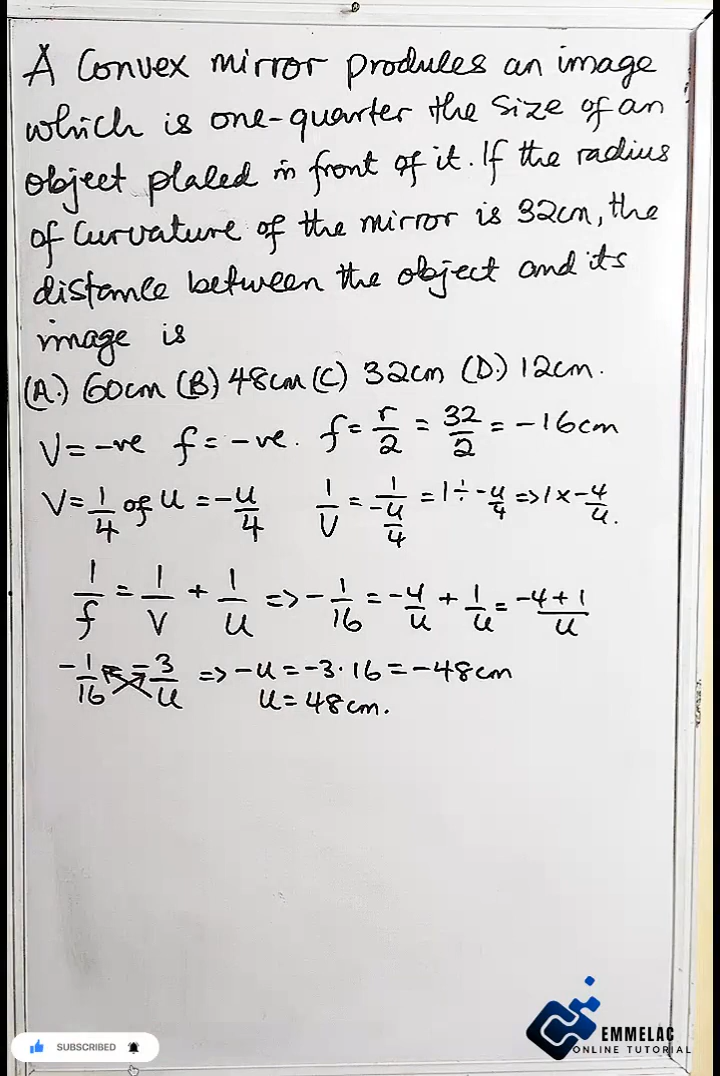 A Convex mirror produces an image
which is one-quarter the size of an
object placed in front of it. If the radius
of Curvature of the mirror is 32cm, the
distance between the object and its
image is
(A.) 60cm (B) 48cm (C) 32cm (D.) 12cm.
V = -ve f = -ve. f = r/2 = 32/2 = -16cm
V = 1/4 of u = -u/4 1/V = 1/-u/4 = 1 ÷ -u/4 => 1 x -4/u.
1/f = 1/V + 1/u => -1/16 = -4/u + 1/u = -4+1/u
-1/16 = -3/u => -u = -3·16 = -48cm
u = 48cm.
SUBSCRIBED
EMMELAC
ONLINE TUTORIAL